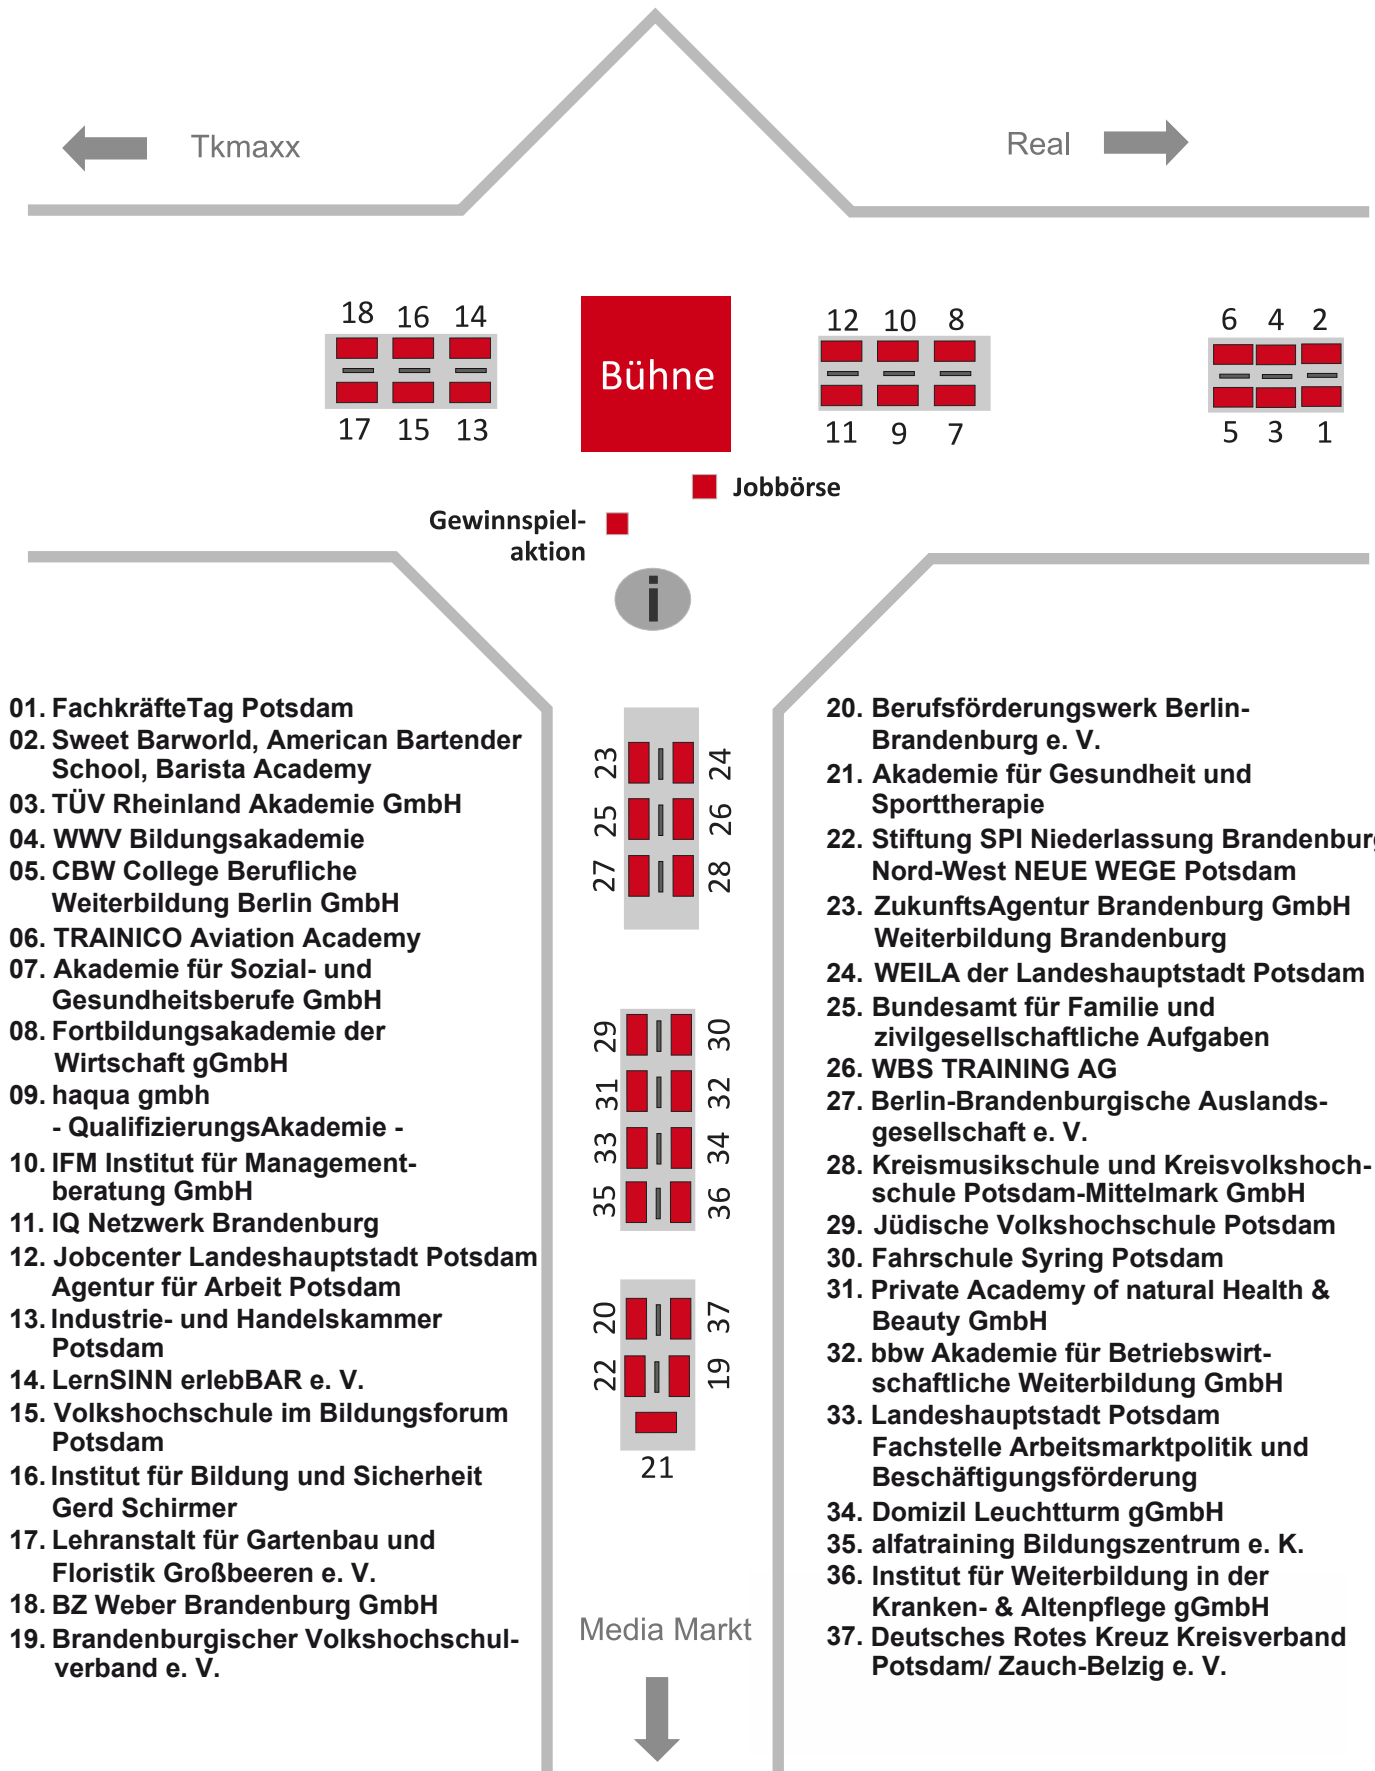 Tkmaxx
Real
18 16 14
12 10 8
6 4 2
Bühne
17 15 13
11 9 7
5 3 1
Jobbörse
Gewinnspiel-
aktion
i
23
24
25
26
27
28
29
30
31
32
33
34
35
36
20
37
22
19
21
Media Markt
01. FachkräfteTag Potsdam
02. Sweet Barworld, American Bartender
School, Barista Academy
03. TÜV Rheinland Akademie GmbH
04. WWV Bildungsakademie
05. CBW College Berufliche
Weiterbildung Berlin GmbH
06. TRAINICO Aviation Academy
07. Akademie für Sozial- und
Gesundheitsberufe GmbH
08. Fortbildungsakademie der
Wirtschaft gGmbH
09. haqua gmbh
- QualifizierungsAkademie -
10. IFM Institut für Management-
beratung GmbH
11. IQ Netzwerk Brandenburg
12. Jobcenter Landeshauptstadt Potsdam
Agentur für Arbeit Potsdam
13. Industrie- und Handelskammer
Potsdam
14. LernSINN erlebBAR e. V.
15. Volkshochschule im Bildungsforum
Potsdam
16. Institut für Bildung und Sicherheit
Gerd Schirmer
17. Lehranstalt für Gartenbau und
Floristik Großbeeren e. V.
18. BZ Weber Brandenburg GmbH
19. Brandenburgischer Volkshochschul-
verband e. V.
20. Berufsförderungswerk Berlin-
Brandenburg e. V.
21. Akademie für Gesundheit und
Sporttherapie
22. Stiftung SPI Niederlassung Brandenburg
Nord-West NEUE WEGE Potsdam
23. ZukunftsAgentur Brandenburg GmbH
Weiterbildung Brandenburg
24. WEILA der Landeshauptstadt Potsdam
25. Bundesamt für Familie und
zivilgesellschaftliche Aufgaben
26. WBS TRAINING AG
27. Berlin-Brandenburgische Auslands-
gesellschaft e. V.
28. Kreismusikschule und Kreisvolkshoch-
schule Potsdam-Mittelmark GmbH
29. Jüdische Volkshochschule Potsdam
30. Fahrschule Syring Potsdam
31. Private Academy of natural Health &
Beauty GmbH
32. bbw Akademie für Betriebswirt-
schaftliche Weiterbildung GmbH
33. Landeshauptstadt Potsdam
Fachstelle Arbeitsmarktpolitik und
Beschäftigungsförderung
34. Domizil Leuchtturm gGmbH
35. alfatraining Bildungszentrum e. K.
36. Institut für Weiterbildung in der
Kranken- & Altenpflege gGmbH
37. Deutsches Rotes Kreuz Kreisverband
Potsdam/ Zauch-Belzig e. V.